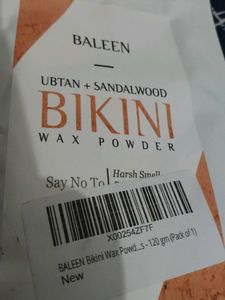 BALEEN
UBTAN + SANDALWOOD
BIKINI
WAX POWDER
Say No To
Harsh Smell
X00254ZF7F
BALEEN Bikini Wax Powd...s - 120 gm (Pack of 1)
New